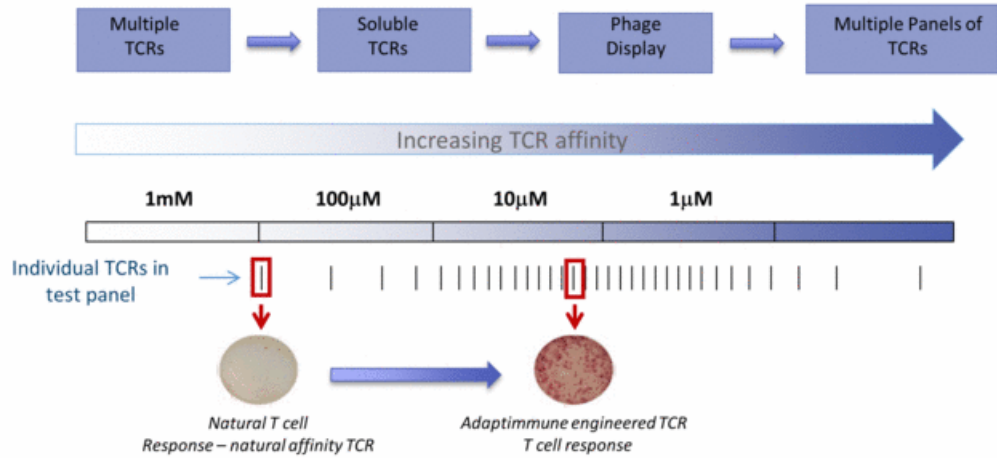 Multiple
TCRs
Soluble
TCRs
Phage
Display
Multiple Panels of
TCRs
Increasing TCR affinity
1mM
100μM
10μM
1μM
Individual TCRs in
test panel
Natural T cell
Response – natural affinity TCR
Adaptimmune engineered TCR
T cell response